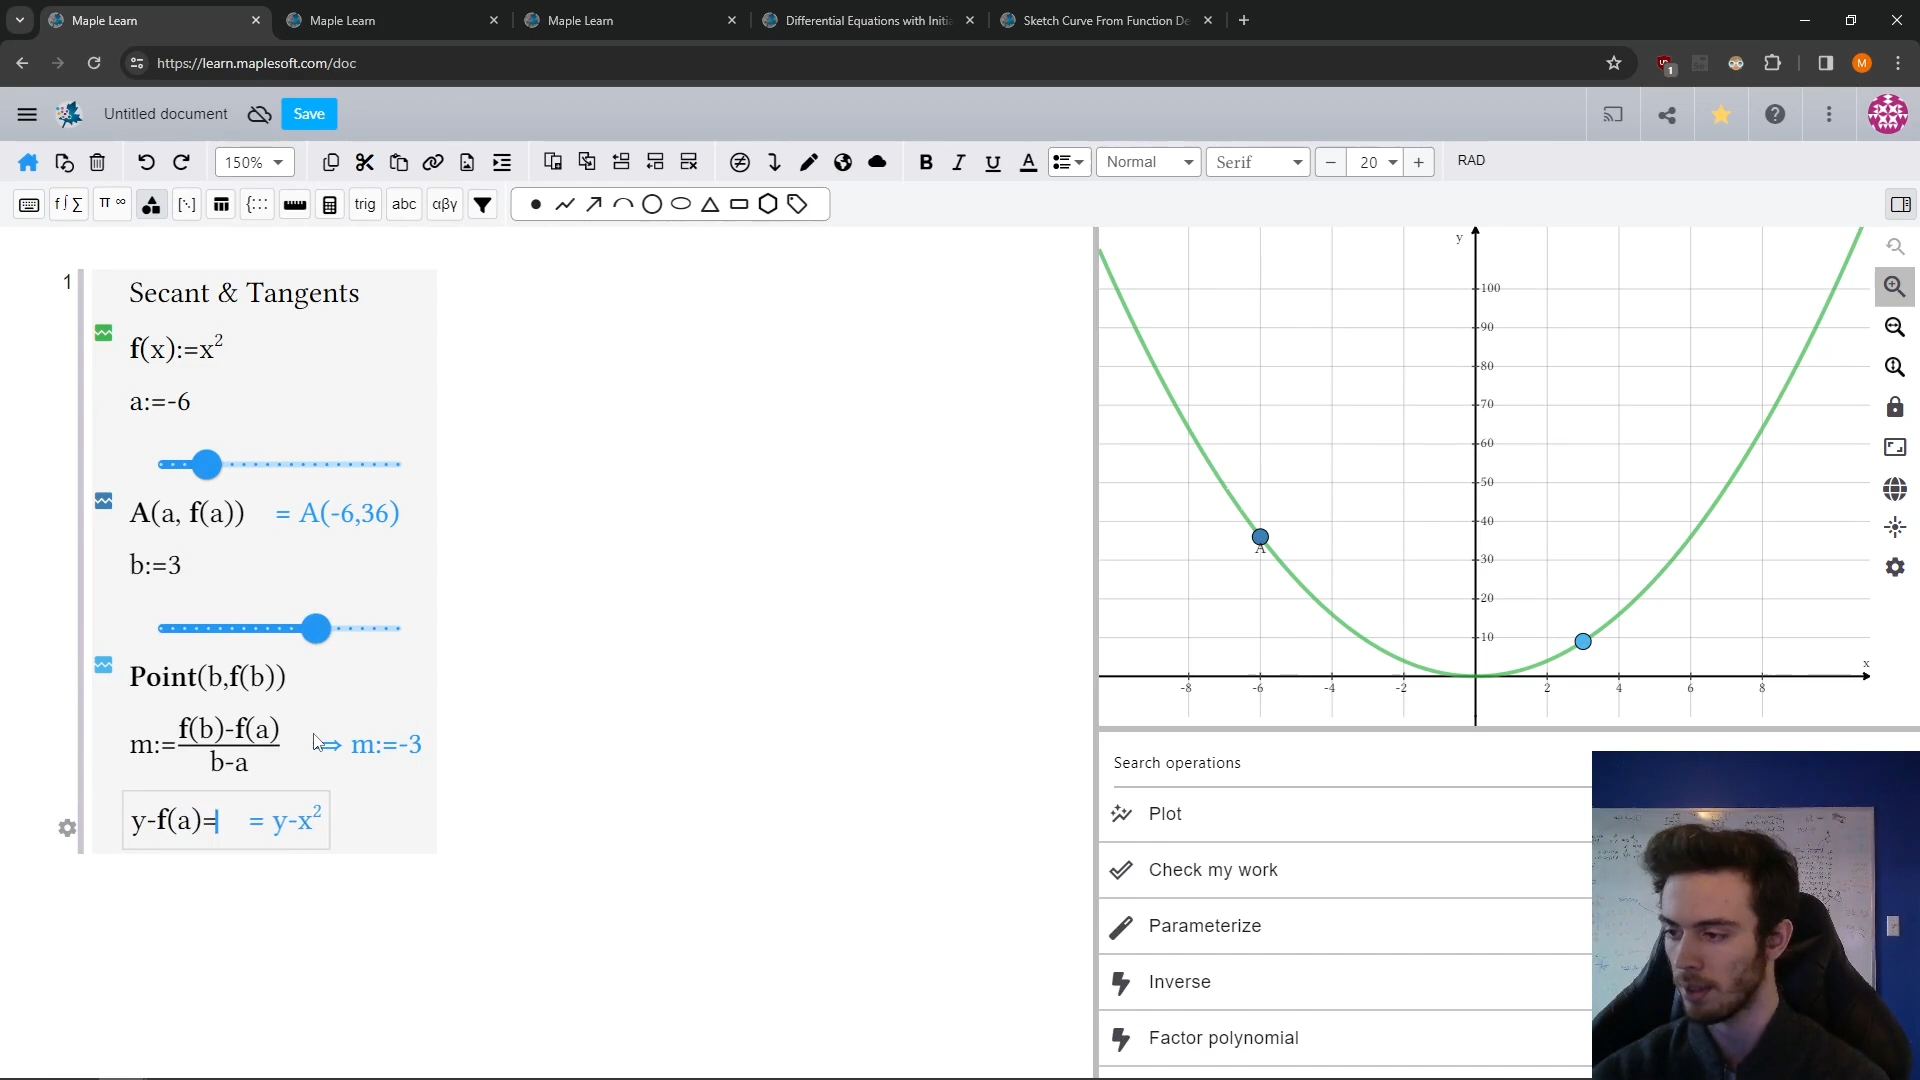 Maple Learn
Maple Learn
Maple Learn
Differential Equations with Initia
Sketch Curve From Function De
https://learn.maplesoft.com/doc
1
M
Untitled document
Save
150%
B I U A
Normal
Serif
20
RAD
f∫Σ
π∞
trig
abc
αβγ
1
Secant & Tangents
f(x):=x²
a:=-6
A(a, f(a)) = A(-6,36)
b:=3
Point(b,f(b))
m:=(f(b)-f(a))/(b-a) ⇒ m:=-3
y-f(a)= = y-x²
y
100
90
80
70
60
50
40
30
20
10
A
x
-8 -6 -4 -2 2 4 6 8
Search operations
Plot
Check my work
Parameterize
Inverse
Factor polynomial